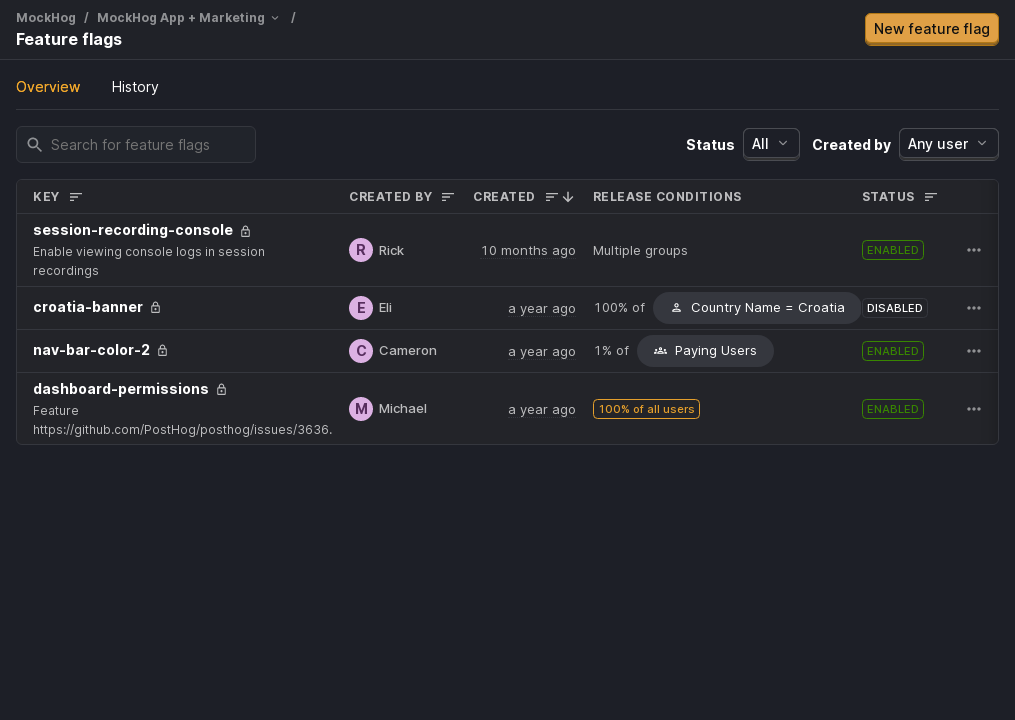 MockHog / MockHog App + Marketing /
Feature flags
New feature flag
Overview History
Search for feature flags
Status All Created by Any user
KEY CREATED BY CREATED RELEASE CONDITIONS STATUS
session-recording-console
Enable viewing console logs in session
recordings
R Rick 10 months ago Multiple groups ENABLED
croatia-banner E Eli a year ago 100% of Country Name = Croatia DISABLED
nav-bar-color-2 C Cameron a year ago 1% of Paying Users ENABLED
dashboard-permissions
Feature
https://github.com/PostHog/posthog/issues/3636.
M Michael a year ago 100% of all users ENABLED